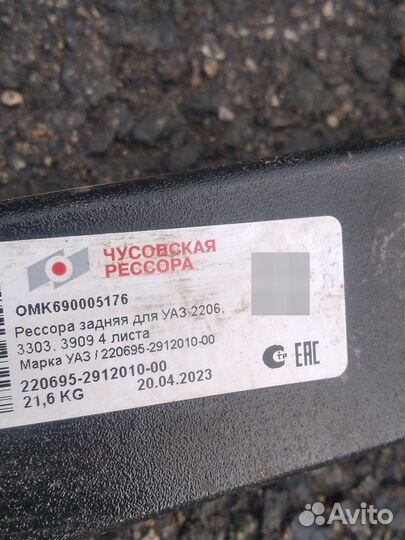 ЧУСОВСКАЯ
РЕССОРА
OMK690005176
Рессора задняя для УАЗ 2206,
3303, 3909 4 листа
Марка УАЗ / 220695-2912010-00
220695-2912010-00
20.04.2023
21,6 KG
СТР
ЕАС
Avito